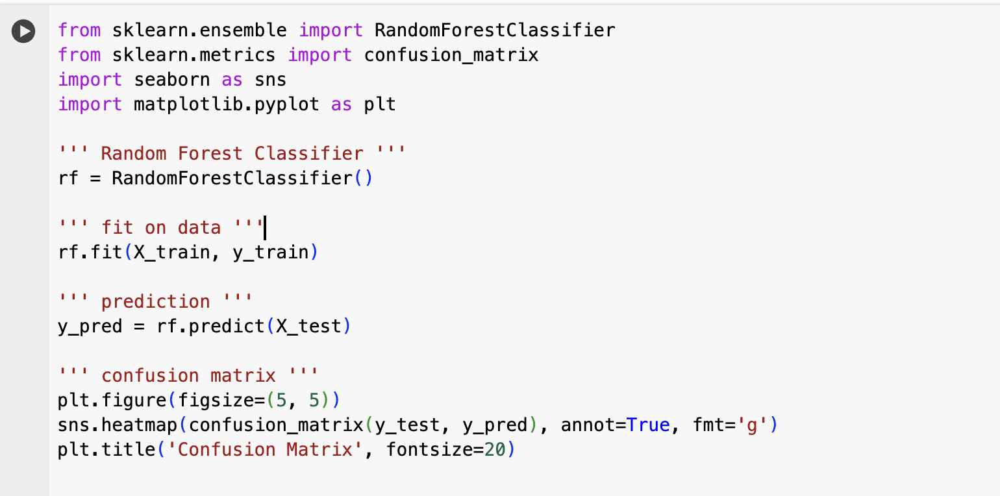 from sklearn.ensemble import RandomForestClassifier
from sklearn.metrics import confusion_matrix
import seaborn as sns
import matplotlib.pyplot as plt
''' Random Forest Classifier '''
rf = RandomForestClassifier()
''' fit on data '''
rf.fit(X_train, y_train)
''' prediction '''
y_pred = rf.predict(X_test)
''' confusion matrix '''
plt.figure(figsize=(5, 5))
sns.heatmap(confusion_matrix(y_test, y_pred), annot=True, fmt='g')
plt.title('Confusion Matrix', fontsize=20)